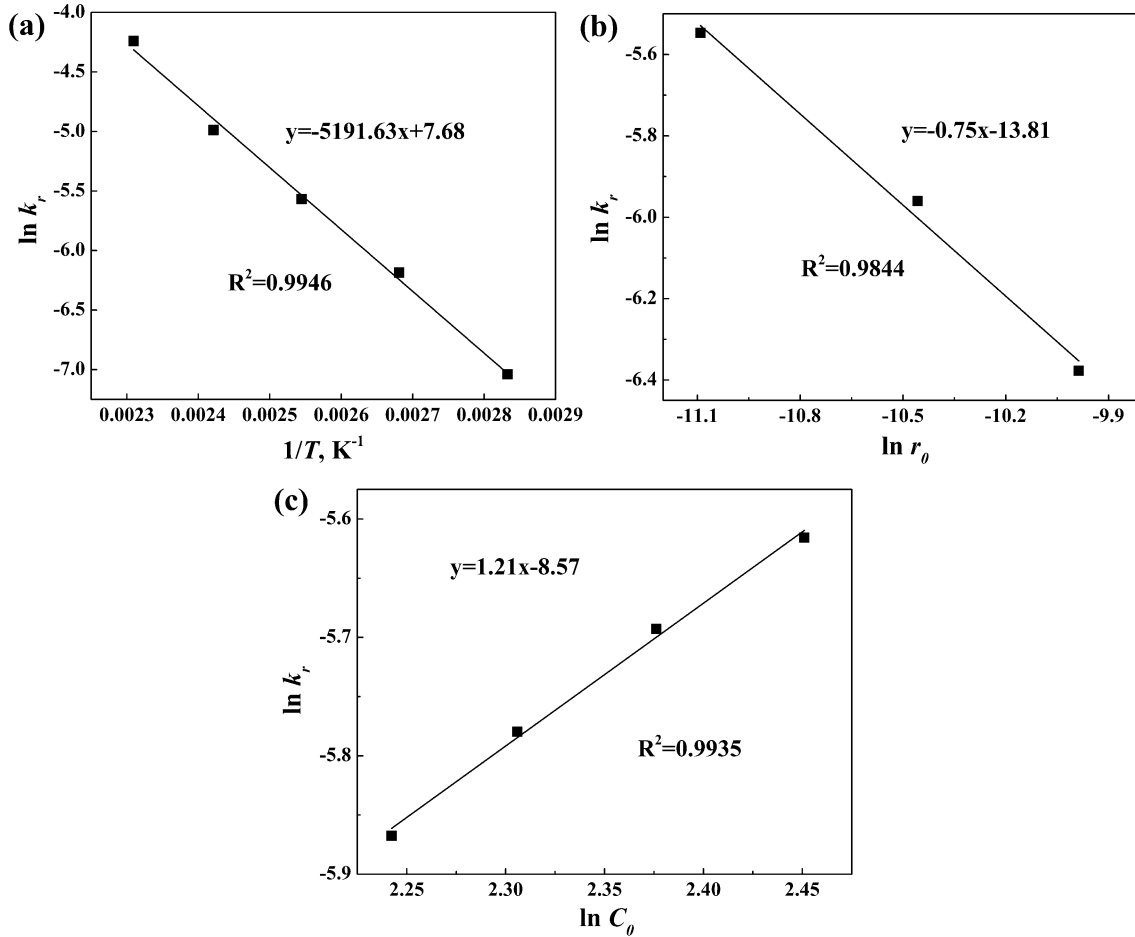 (a)
-4.0
-4.5
-5.0
-5.5
-6.0
-6.5
-7.0
ln k_r
y=-5191.63x+7.68
R²=0.9946
0.0023 0.0024 0.0025 0.0026 0.0027 0.0028 0.0029
1/T, K⁻¹
(b)
-5.6
-5.8
-6.0
-6.2
-6.4
ln k_r
y=-0.75x-13.81
R²=0.9844
-11.1 -10.8 -10.5 -10.2 -9.9
ln r₀
(c)
-5.6
-5.7
-5.8
-5.9
ln k_r
y=1.21x-8.57
R²=0.9935
2.25 2.30 2.35 2.40 2.45
ln C₀